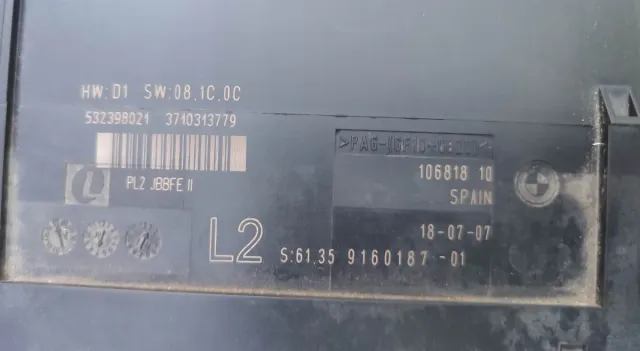 HW:D1 SW:08.1C.0C
532398021 3710313779
PL2 JBBFE II
106818 10
SPAIN
18-07-07
L2 S:61.35 9160187-01